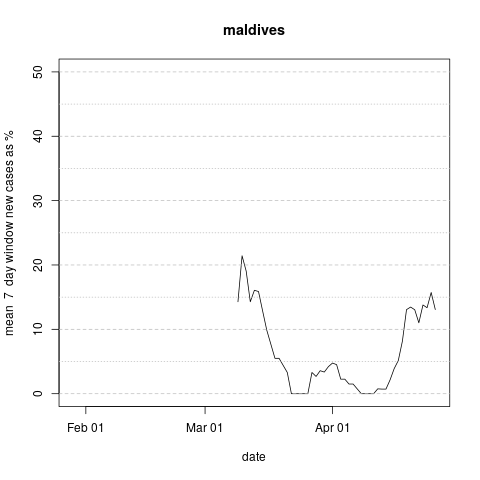 maldives
mean  7  day window new cases as %
50
40
30
20
10
0
Feb 01
Mar 01
Apr 01
date